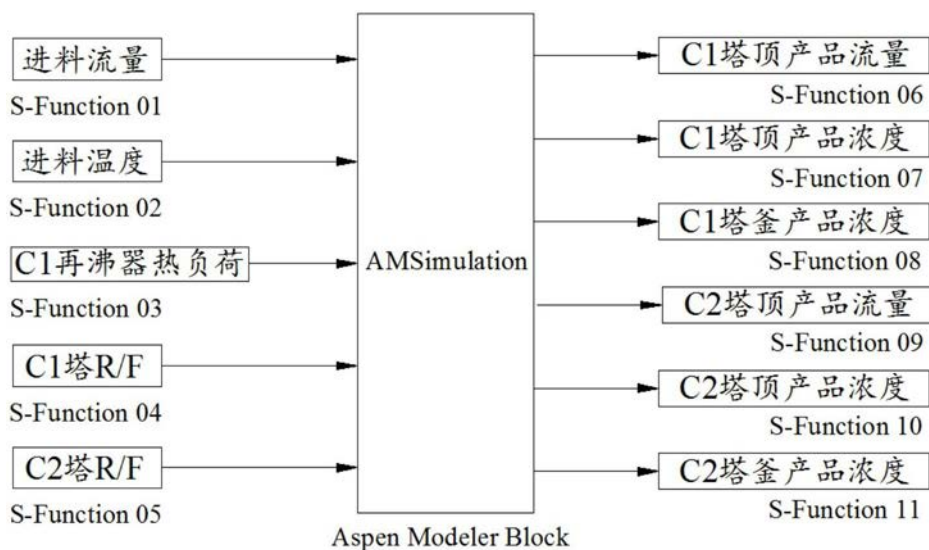 进料流量
S-Function 01
进料温度
S-Function 02
C1再沸器热负荷
S-Function 03
C1塔R/F
S-Function 04
C2塔R/F
S-Function 05
AMSimulation
Aspen Modeler Block
C1塔顶产品流量
S-Function 06
C1塔顶产品浓度
S-Function 07
C1塔釜产品浓度
S-Function 08
C2塔顶产品流量
S-Function 09
C2塔顶产品浓度
S-Function 10
C2塔釜产品浓度
S-Function 11